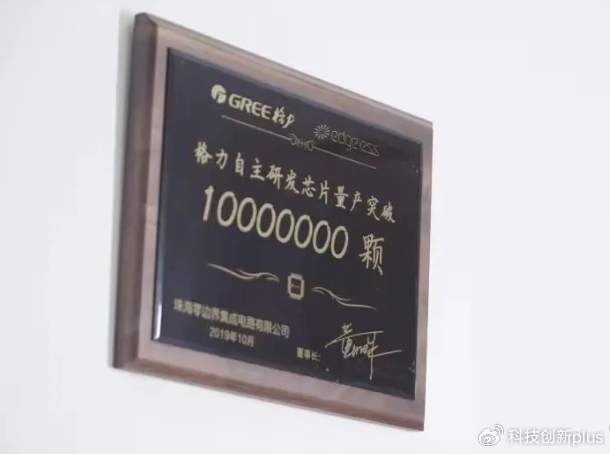 GREE 格力 edgeless
格力自主研发芯片量产突破
10000000 颗
珠海零边界集成电路有限公司
2019年10月
董事长:
科技创新plus